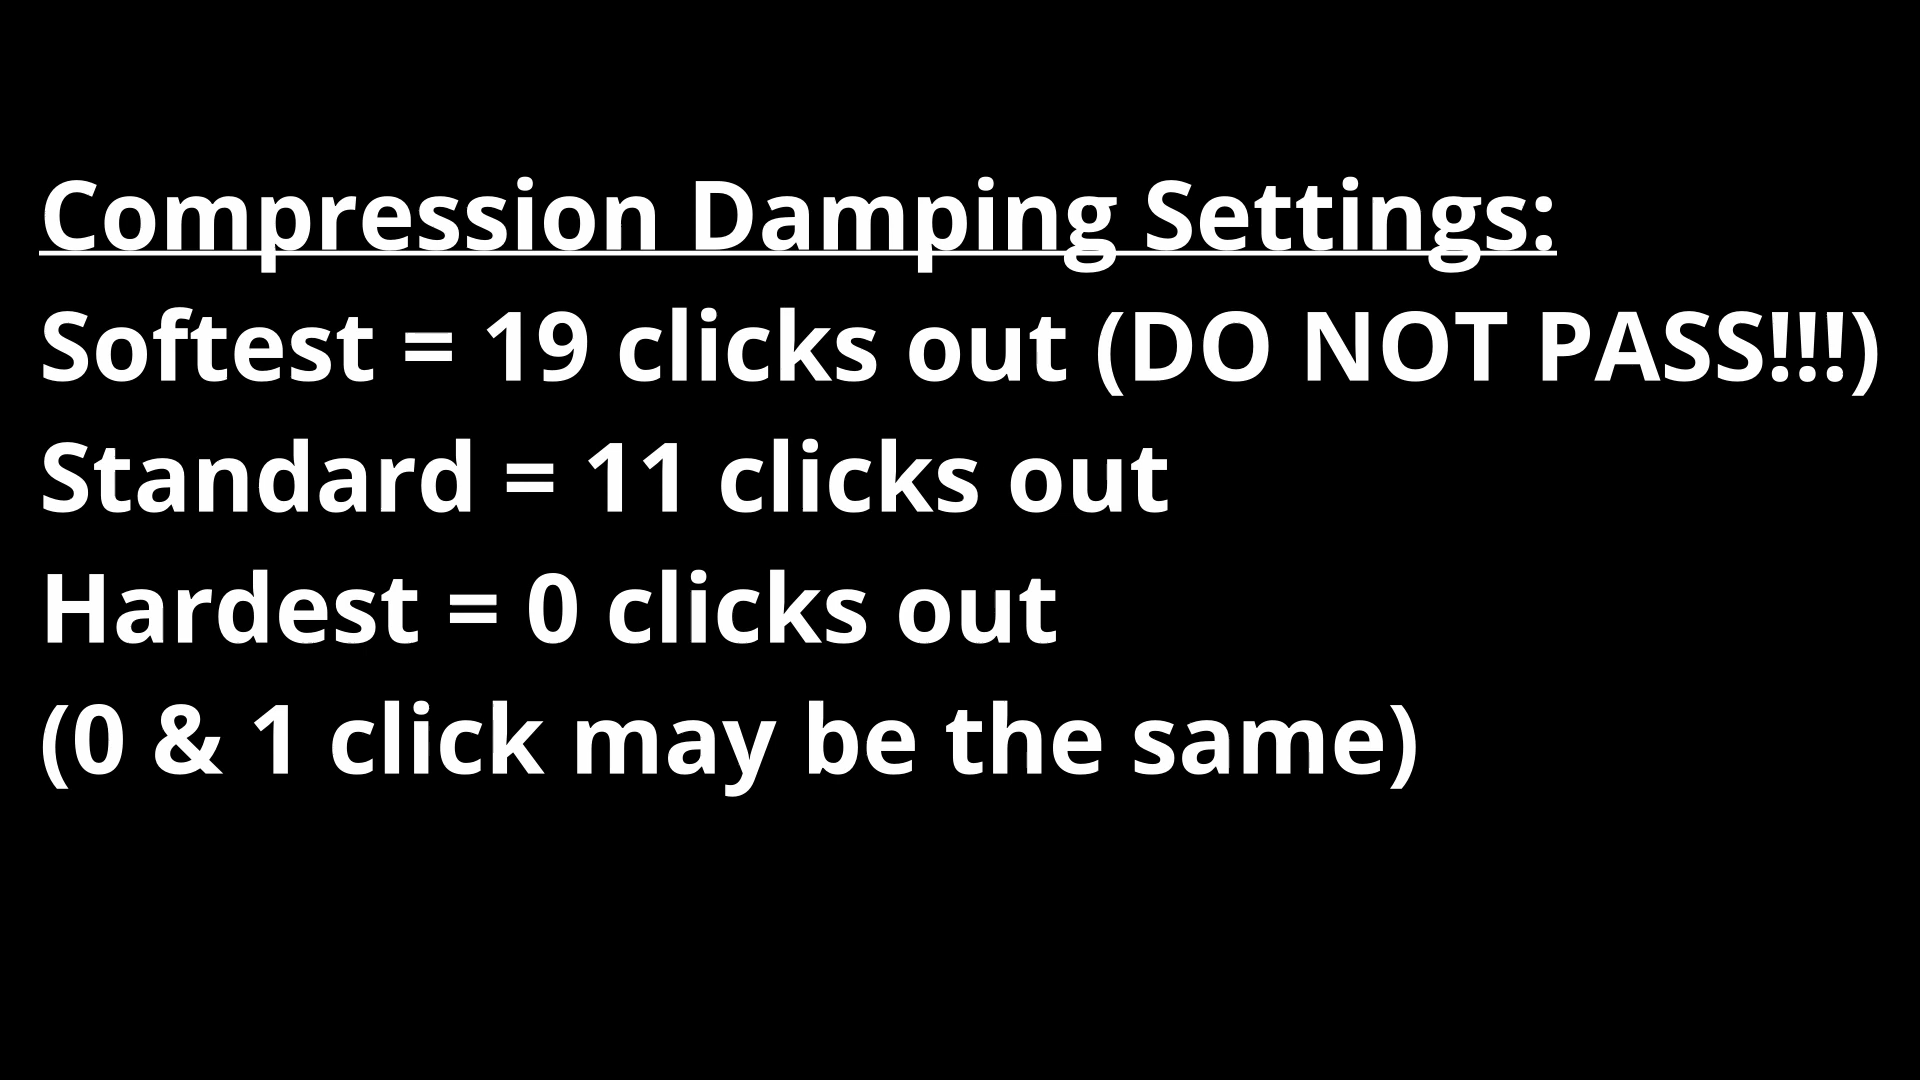 Compression Damping Settings:
Softest = 19 clicks out (DO NOT PASS!!!)
Standard = 11 clicks out
Hardest = 0 clicks out
(0 & 1 click may be the same)